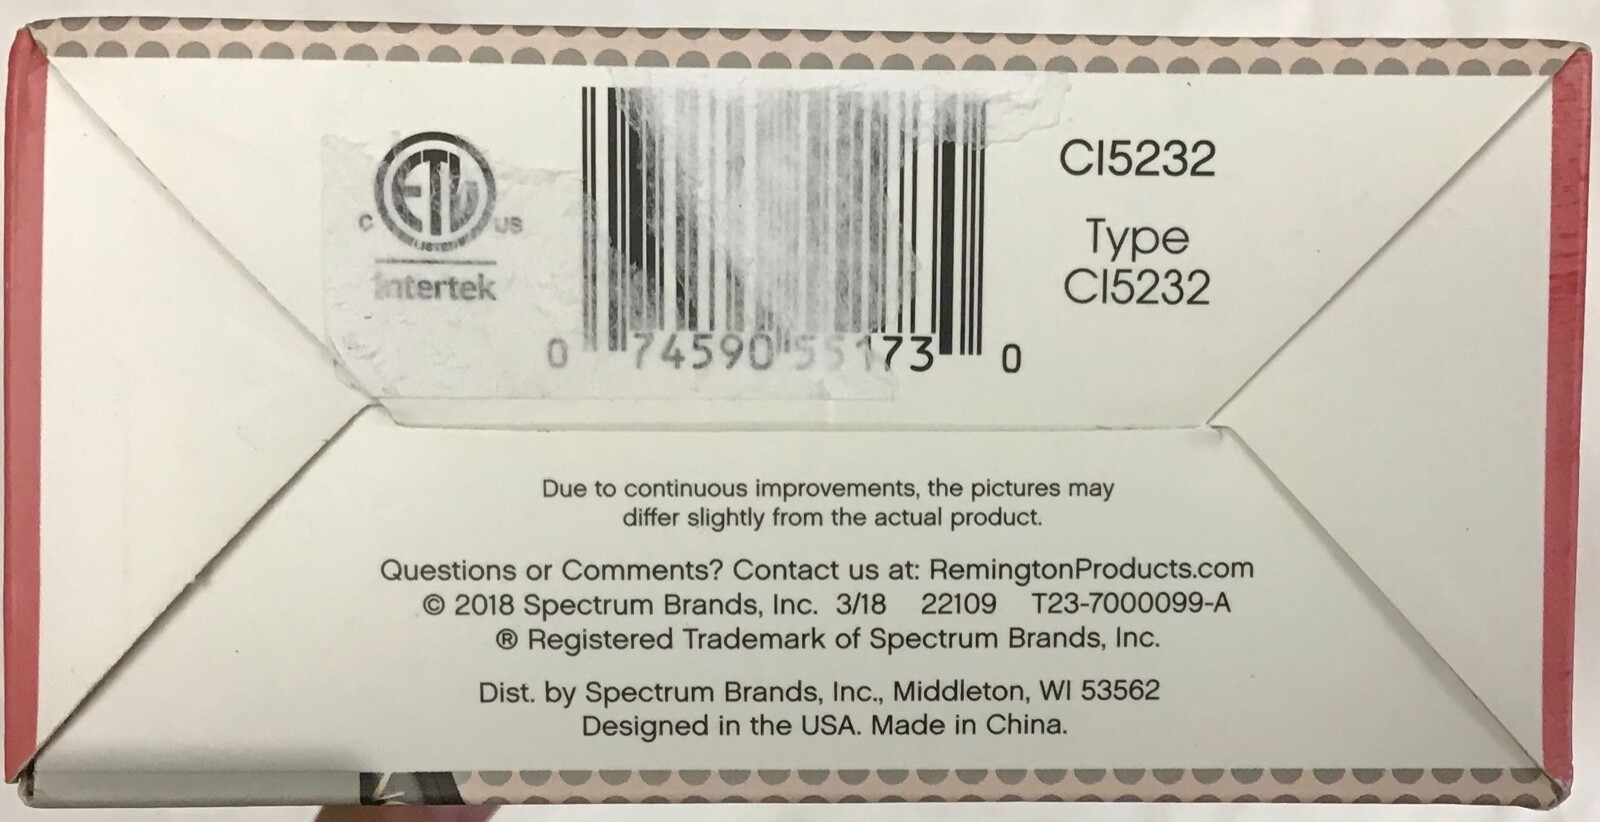 ETL
C US
LISTED
Intertek
0 74590 55173 0
CI5232
Type
CI5232
Due to continuous improvements, the pictures may
differ slightly from the actual product.
Questions or Comments? Contact us at: RemingtonProducts.com
© 2018 Spectrum Brands, Inc. 3/18 22109 T23-7000099-A
® Registered Trademark of Spectrum Brands, Inc.
Dist. by Spectrum Brands, Inc., Middleton, WI 53562
Designed in the USA. Made in China.